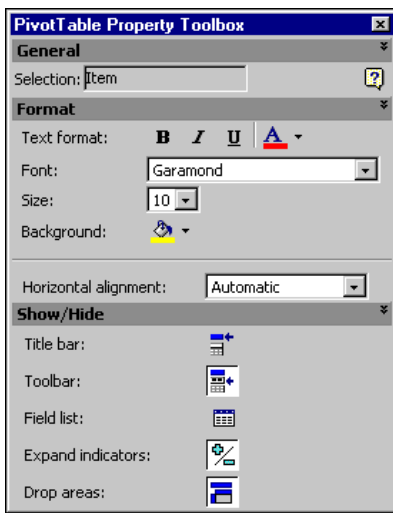 PivotTable Property Toolbox
General
Selection: Item
Format
Text format: B I U A
Font: Garamond
Size: 10
Background:
Horizontal alignment: Automatic
Show/Hide
Title bar:
Toolbar:
Field list:
Expand indicators:
Drop areas: